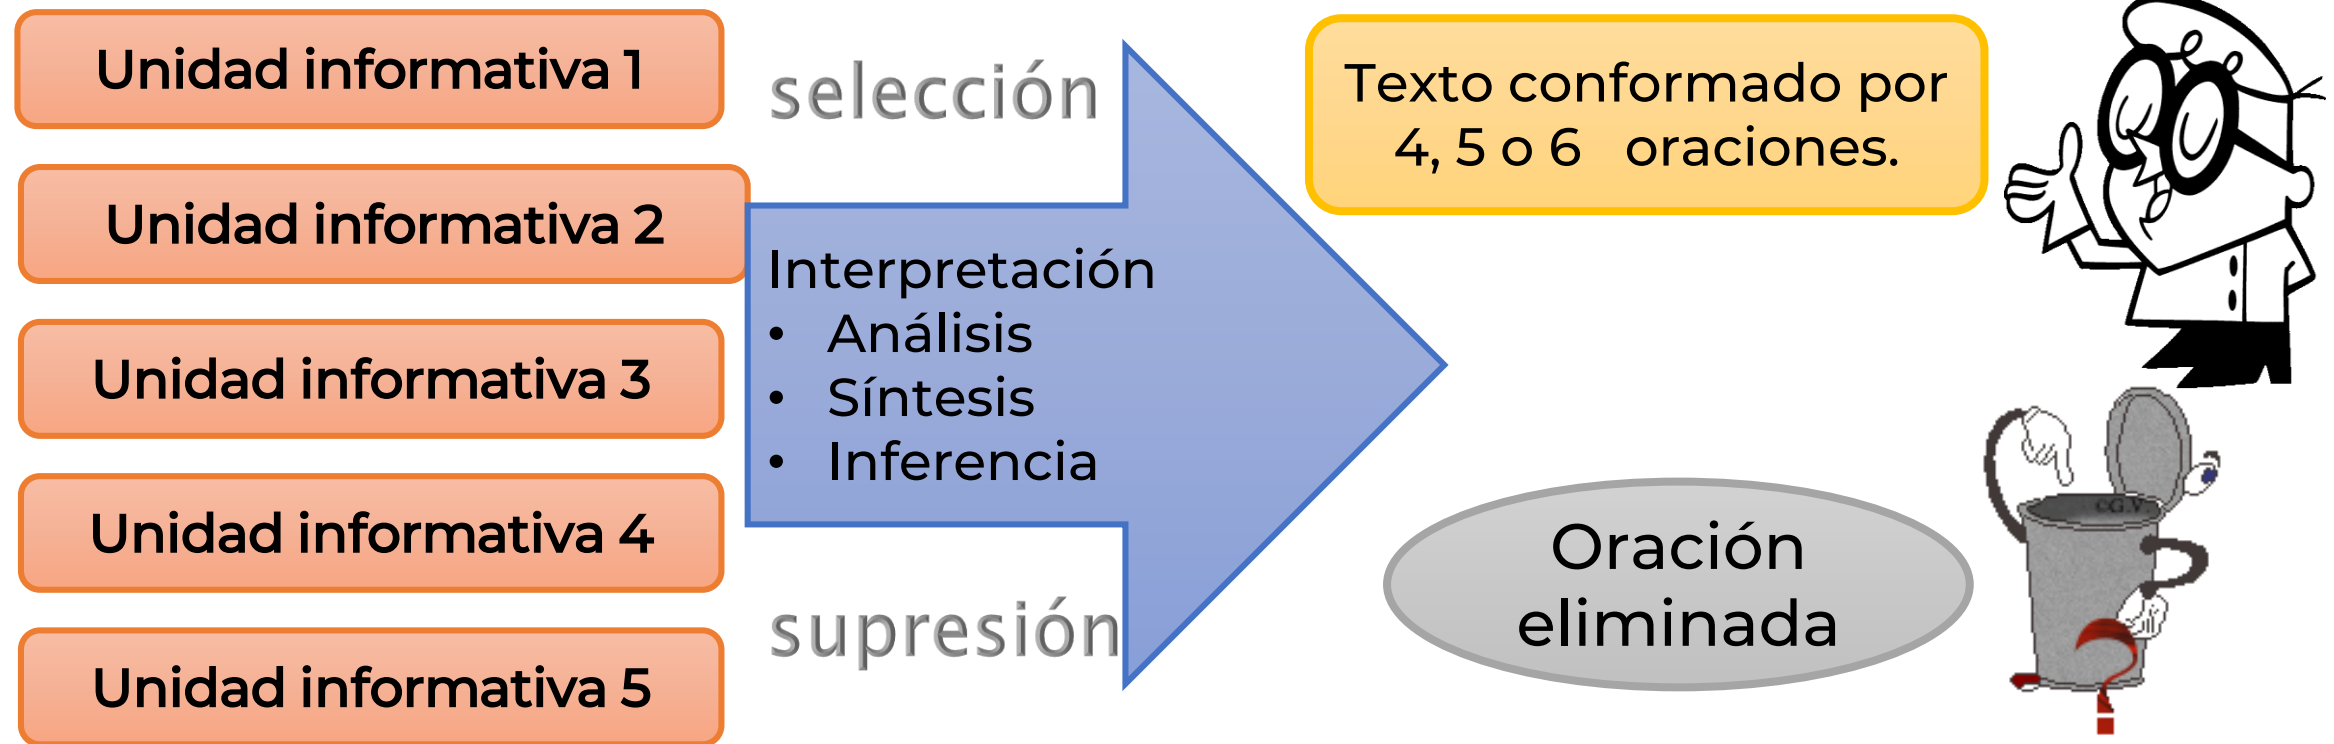 Unidad informativa 1
Unidad informativa 2
Unidad informativa 3
Unidad informativa 4
Unidad informativa 5
selección
Interpretación
• Análisis
• Síntesis
• Inferencia
supresión
Texto conformado por
4, 5 o 6 oraciones.
Oración
eliminada
cG.V.
?